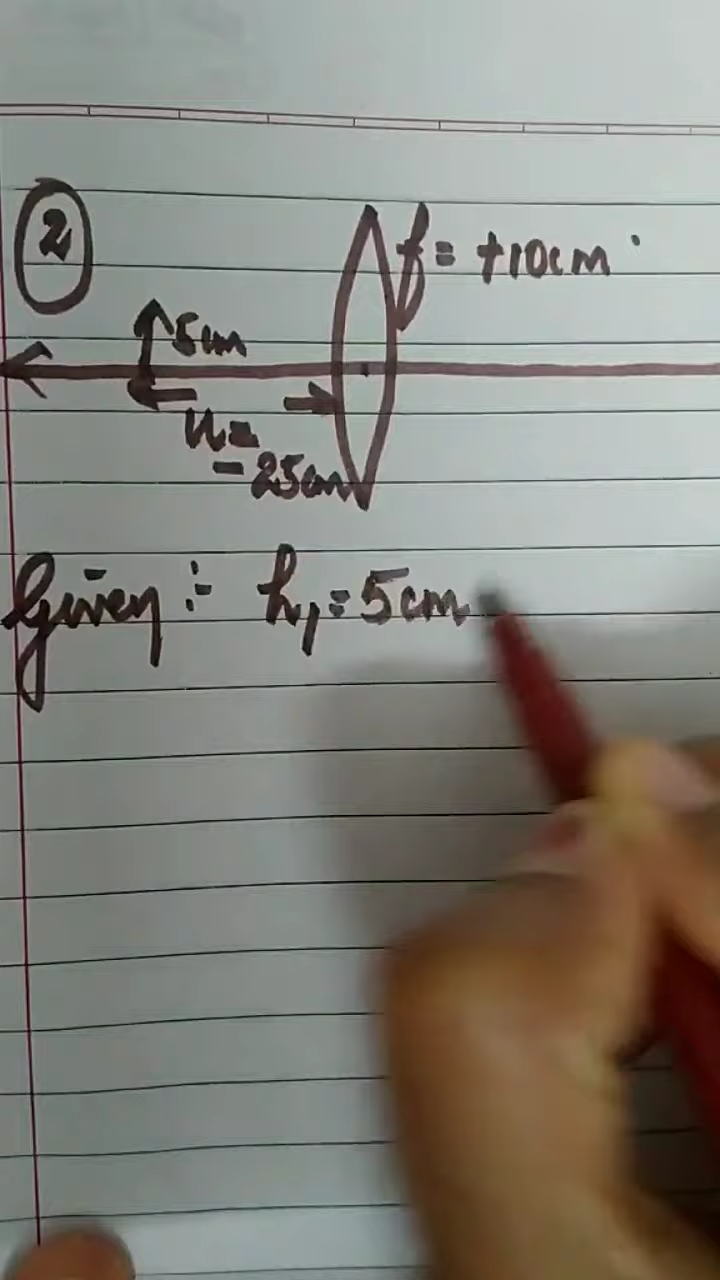 2
f = +10cm
5cm
u =
- 25cm
Given :- h₁ = 5cm